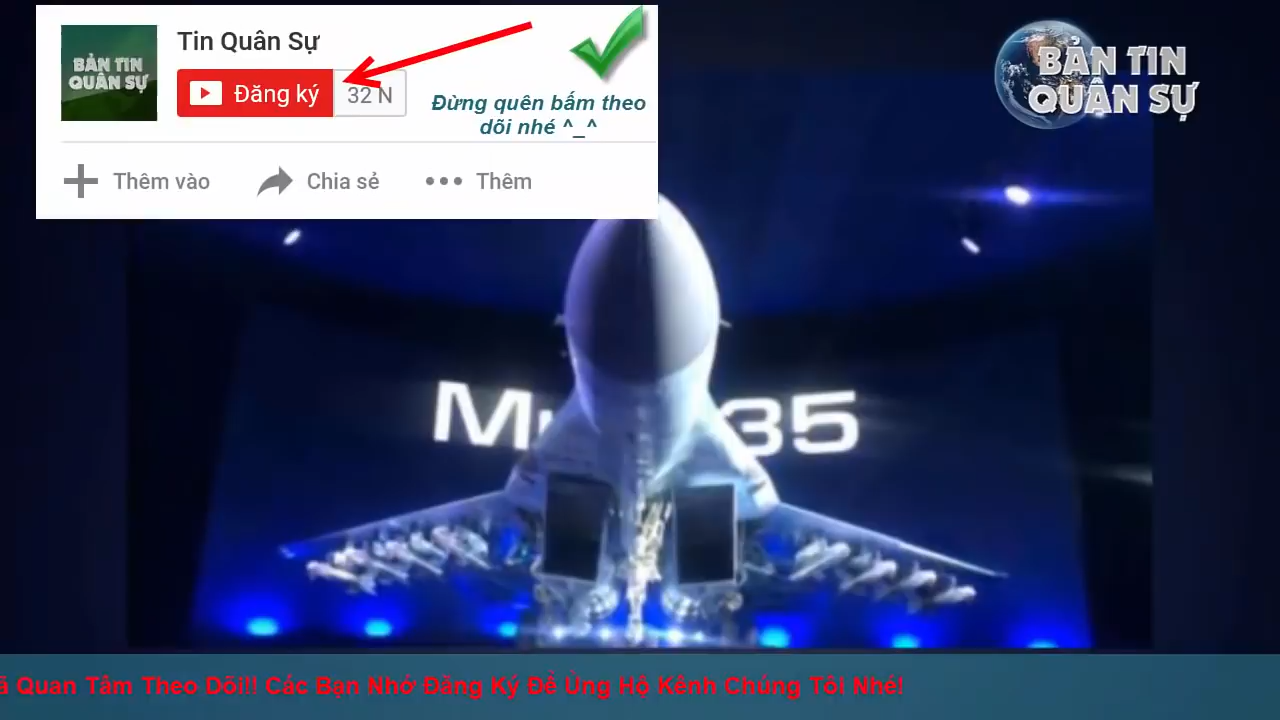 Tin Quân Sự
BẢN TIN
QUÂN SỰ
Đăng ký
32 N
Đừng quên bấm theo
dõi nhé ^_^
Thêm vào
Chia sẻ
Thêm
BẢN TIN
QUÂN SỰ
35
Quan Tâm Theo Dõi!! Các Bạn Nhớ Đăng Ký Để Ủng Hộ Kênh Chúng Tôi Nhé!